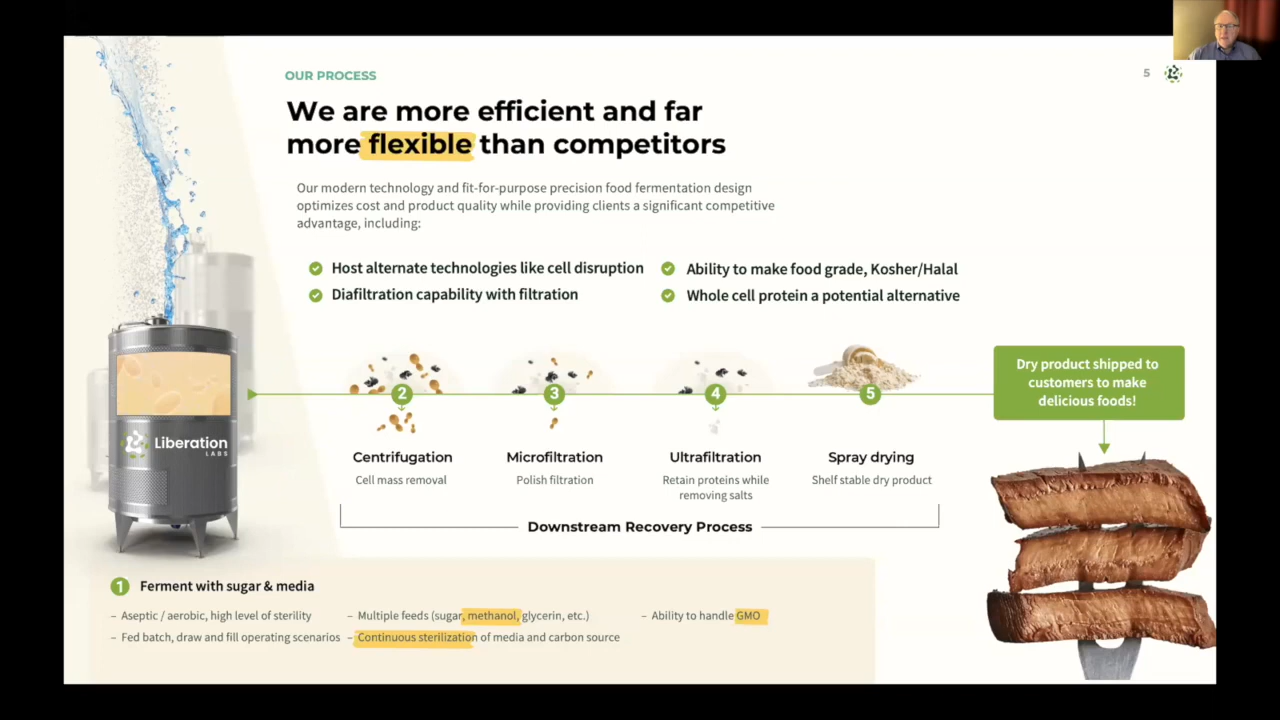 OUR PROCESS
5
We are more efficient and far
more flexible than competitors
Our modern technology and fit-for-purpose precision food fermentation design
optimizes cost and product quality while providing clients a significant competitive
advantage, including:
Host alternate technologies like cell disruption
Ability to make food grade, Kosher/Halal
Diafiltration capability with filtration
Whole cell protein a potential alternative
Liberation
LABS
2
3
4
5
Centrifugation
Cell mass removal
Microfiltration
Polish filtration
Ultrafiltration
Retain proteins while
removing salts
Spray drying
Shelf stable dry product
Downstream Recovery Process
Dry product shipped to
customers to make
delicious foods!
1 Ferment with sugar & media
– Aseptic / aerobic, high level of sterility
– Fed batch, draw and fill operating scenarios
– Multiple feeds (sugar, methanol, glycerin, etc.)
– Continuous sterilization of media and carbon source
– Ability to handle GMO